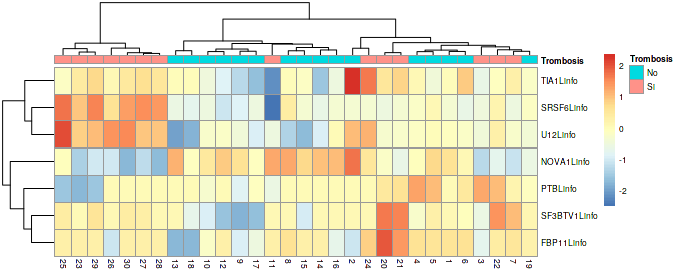 Trombosis
TIA1Linfo
SRSF6Linfo
U12Linfo
NOVA1Linfo
PTBLinfo
SF3BTV1Linfo
FBP11Linfo
25 23 29 26 30 27 28 13 18 10 12 9 17 11 8 15 14 16 2 24 20 21 4 5 1 6 3 22 7 19
2
1
0
-1
-2
Trombosis
No
SI